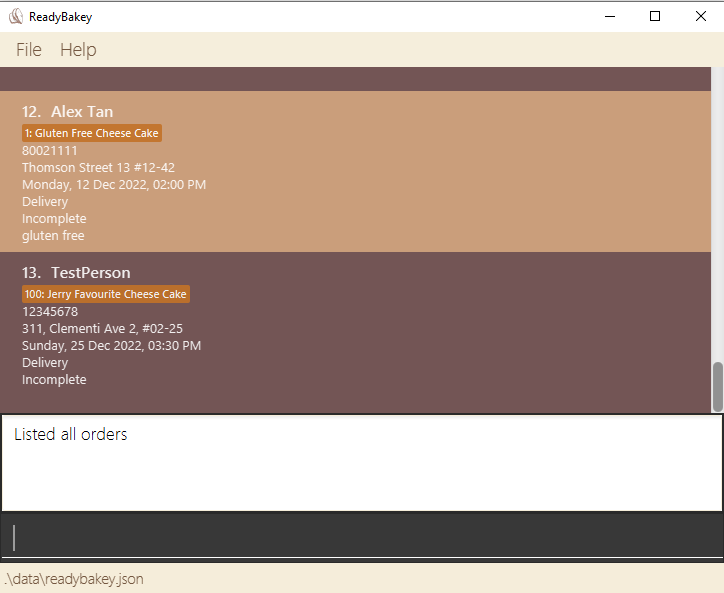 ReadyBakey
File Help
12. Alex Tan
1: Gluten Free Cheese Cake
80021111
Thomson Street 13 #12-42
Monday, 12 Dec 2022, 02:00 PM
Delivery
Incomplete
gluten free
13. TestPerson
100: Jerry Favourite Cheese Cake
12345678
311, Clementi Ave 2, #02-25
Sunday, 25 Dec 2022, 03:30 PM
Delivery
Incomplete
Listed all orders
.\data\readybakey.json